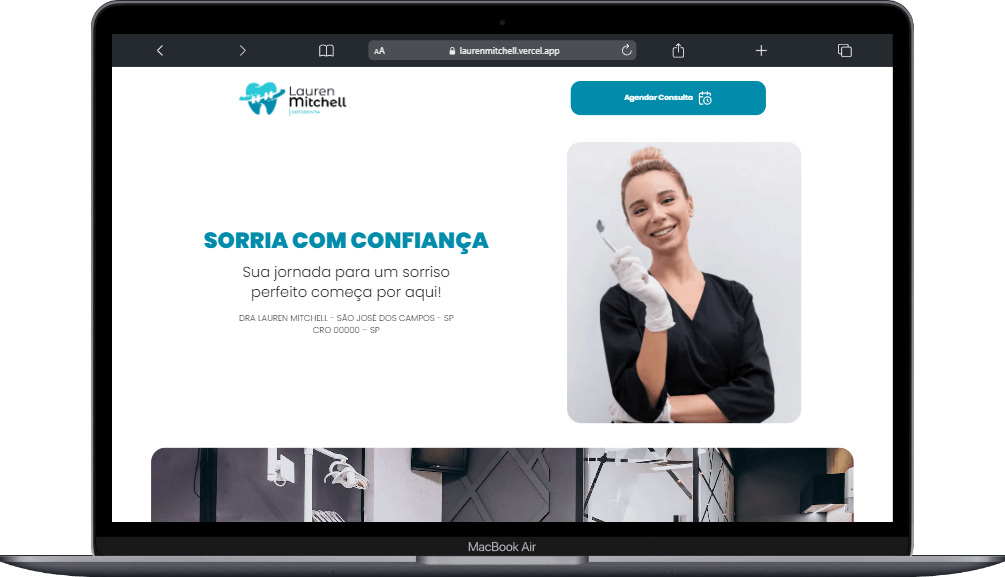 AA
laurenmitchell.vercel.app
Lauren
Mitchell
ORTODONTIA
Agendar Consulta
SORRIA COM CONFIANÇA
Sua jornada para um sorriso
perfeito começa por aqui!
DRA LAUREN MITCHELL - SÃO JOSÉ DOS CAMPOS - SP
CRO 00000 – SP
MacBook Air